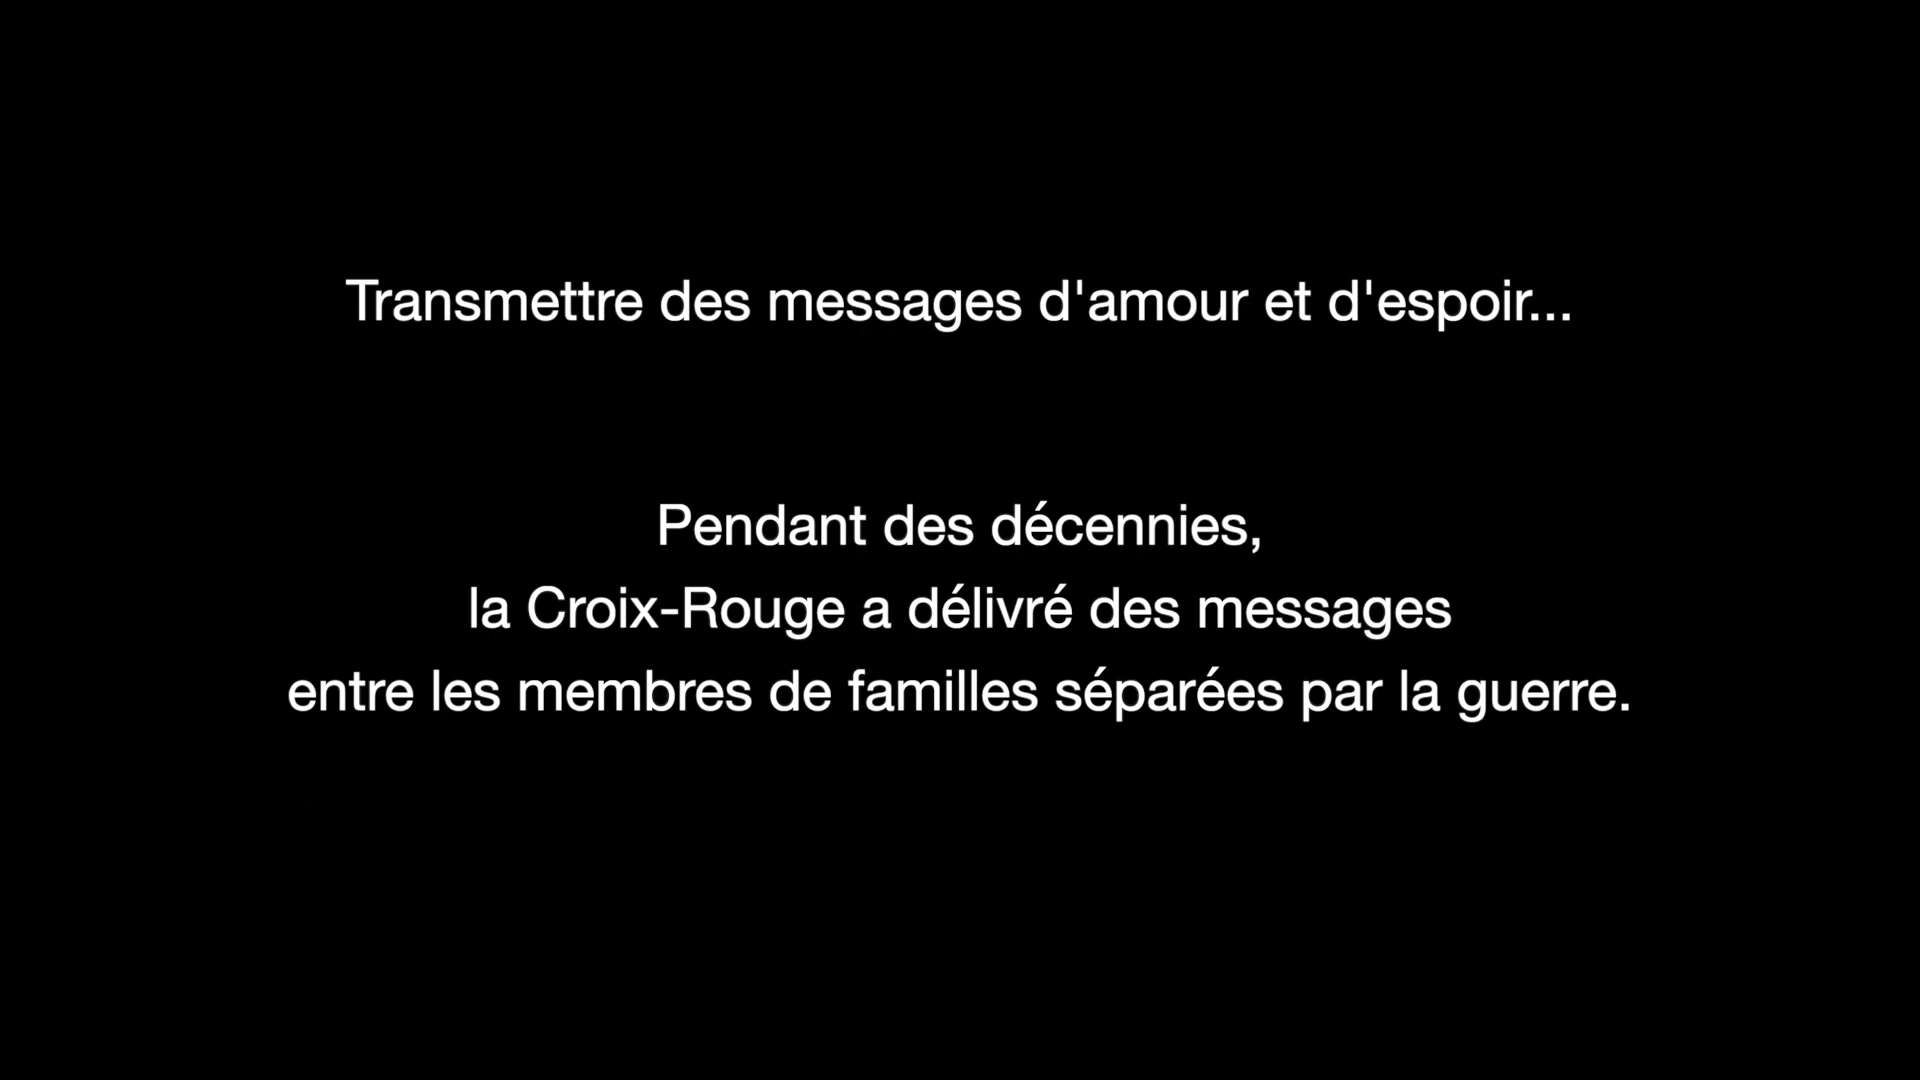 Transmettre des messages d'amour et d'espoir...
Pendant des décennies,
la Croix-Rouge a délivré des messages
entre les membres de familles séparées par la guerre.